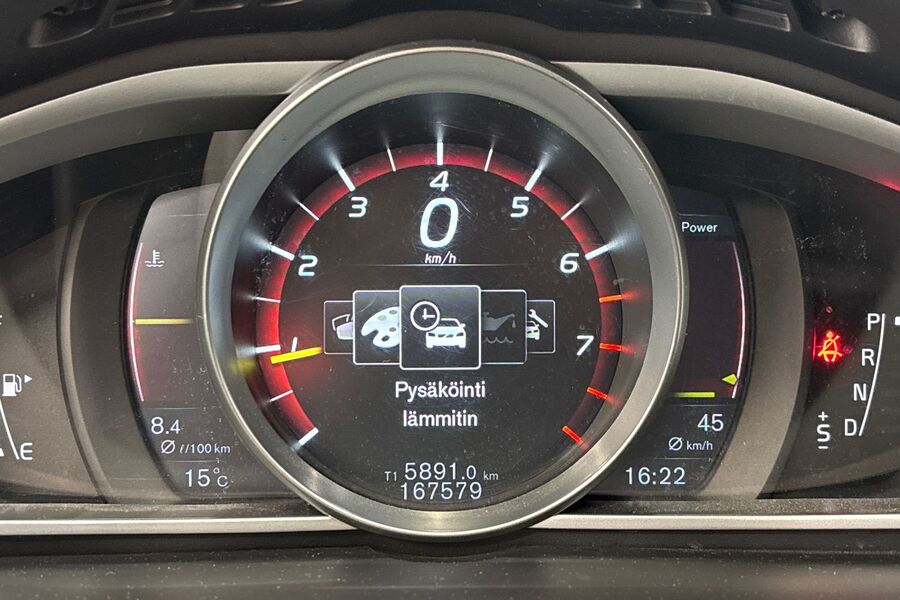 4
3
5
0
km/h
2
6
1
7
Pysäköinti
lämmitin
T1 5891.0 km
167579
8.4
Ø l/100 km
15°C
E
Power
45
Ø km/h
16:22
P
R
N
D
+
S
−